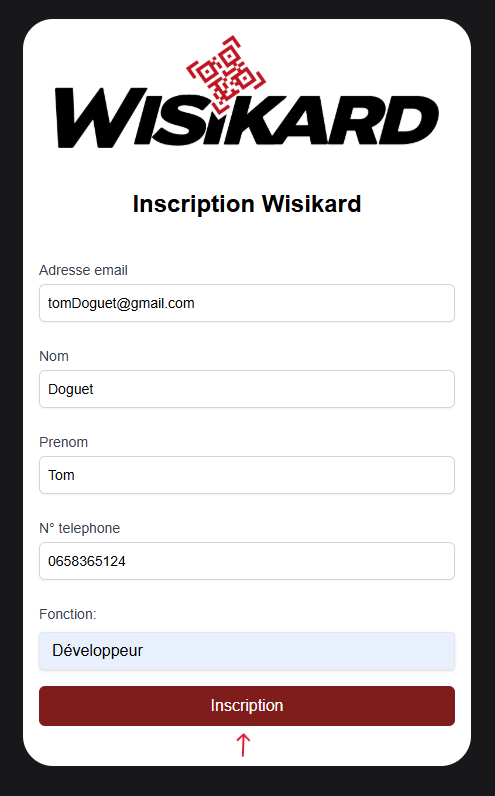 WISIKARD
Inscription Wisikard
Adresse email
tomDoguet@gmail.com
Nom
Doguet
Prenom
Tom
N° telephone
0658365124
Fonction:
Développeur
Inscription